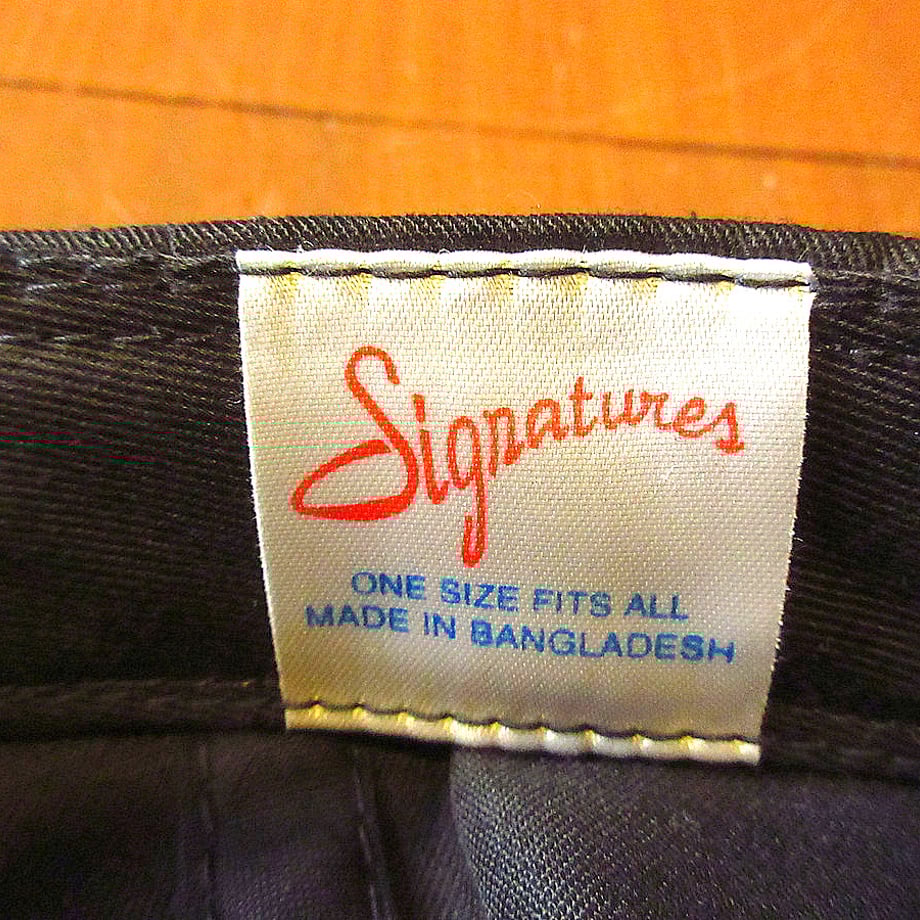 Signatures
ONE SIZE FITS ALL
MADE IN BANGLADESH